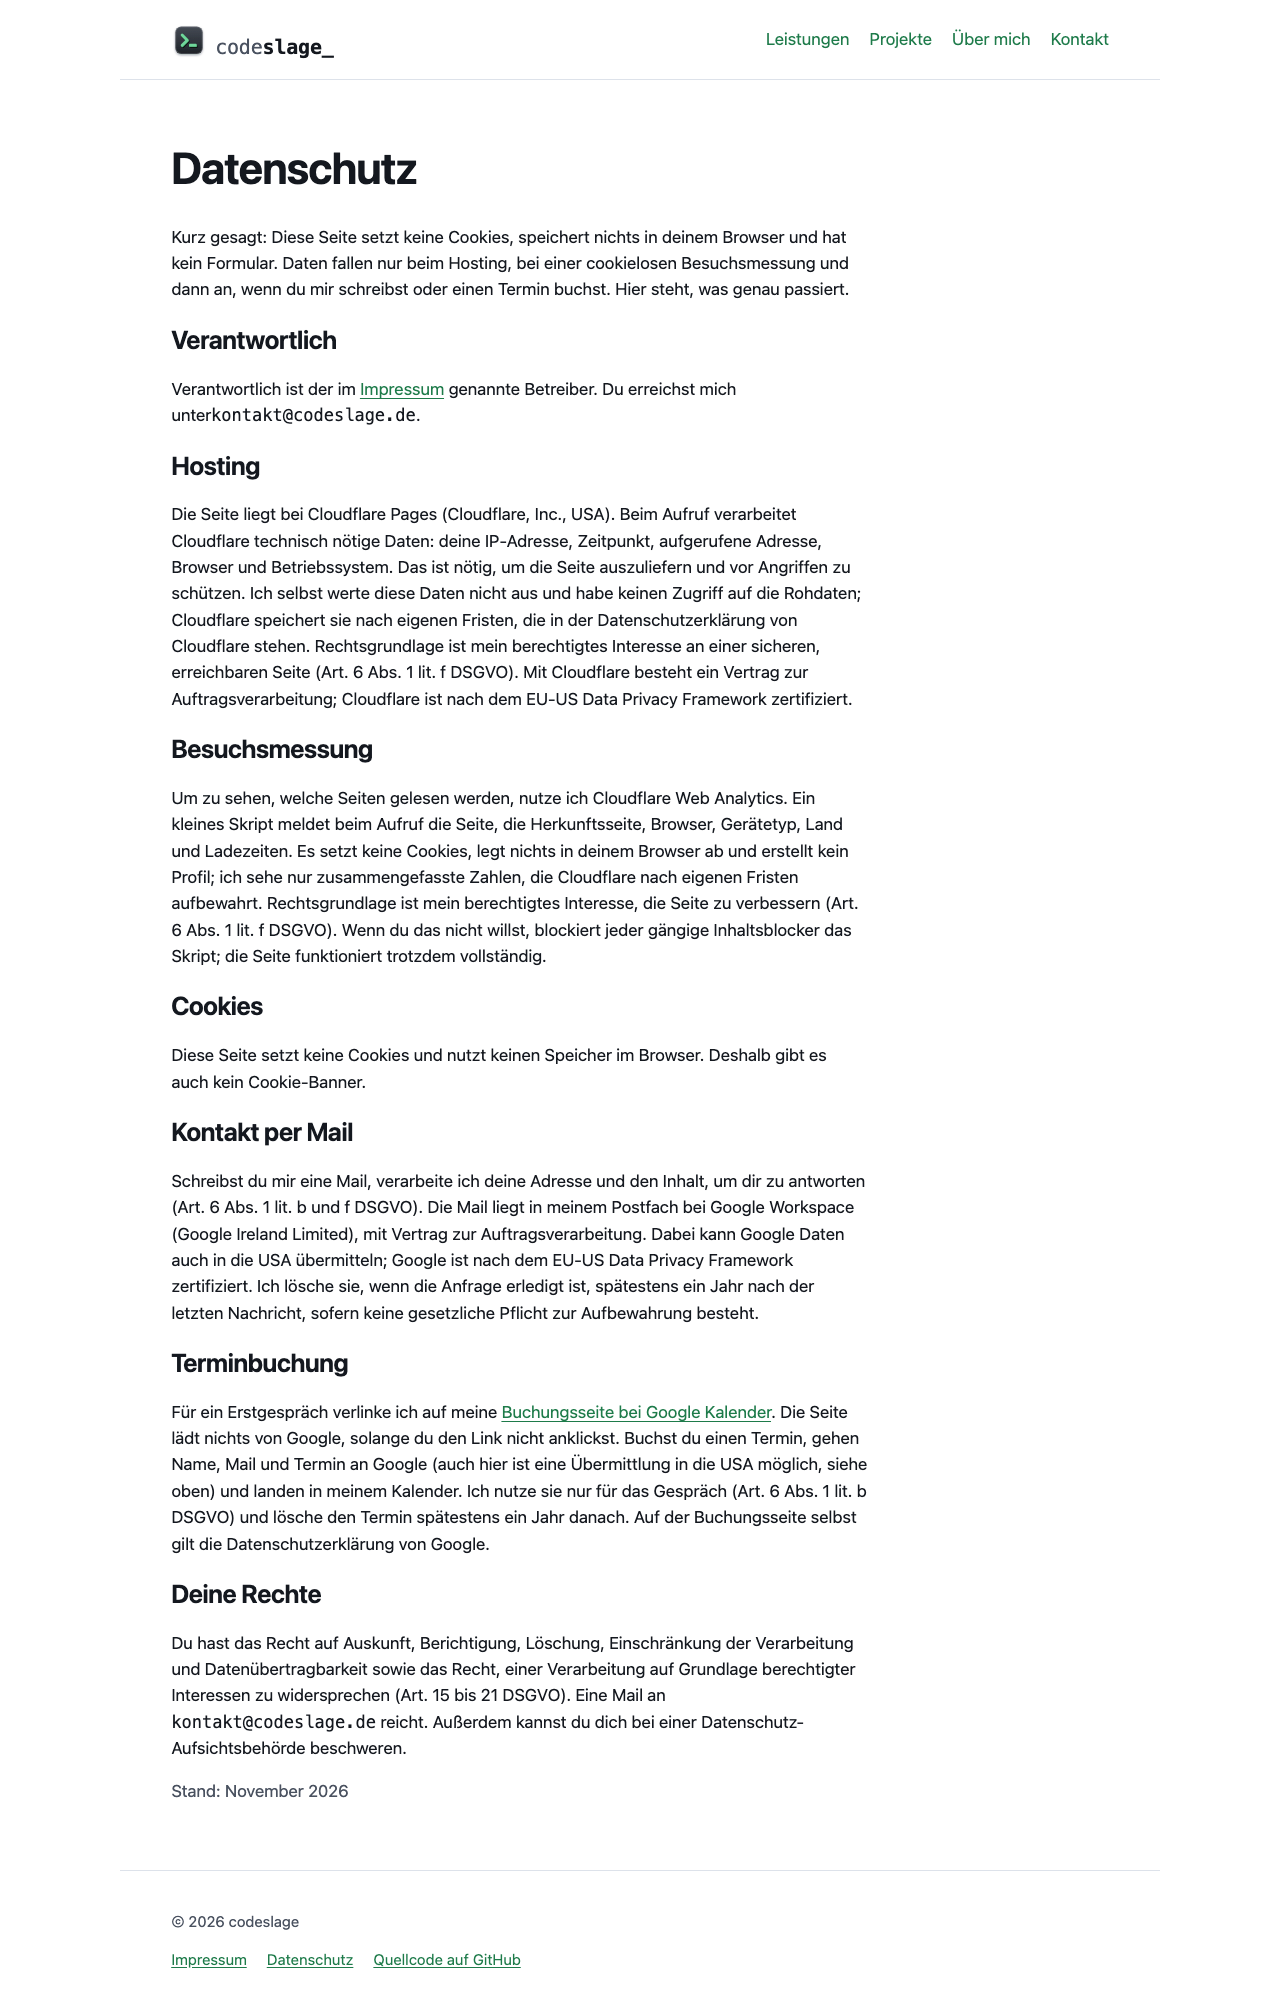 codeslage_
Leistungen Projekte Über mich Kontakt
Datenschutz
Kurz gesagt: Diese Seite setzt keine Cookies, speichert nichts in deinem Browser und hat
kein Formular. Daten fallen nur beim Hosting, bei einer cookielosen Besuchsmessung und
dann an, wenn du mir schreibst oder einen Termin buchst. Hier steht, was genau passiert.
Verantwortlich
Verantwortlich ist der im Impressum genannte Betreiber. Du erreichst mich
unterkontakt@codeslage.de.
Hosting
Die Seite liegt bei Cloudflare Pages (Cloudflare, Inc., USA). Beim Aufruf verarbeitet
Cloudflare technisch nötige Daten: deine IP-Adresse, Zeitpunkt, aufgerufene Adresse,
Browser und Betriebssystem. Das ist nötig, um die Seite auszuliefern und vor Angriffen zu
schützen. Ich selbst werte diese Daten nicht aus und habe keinen Zugriff auf die Rohdaten;
Cloudflare speichert sie nach eigenen Fristen, die in der Datenschutzerklärung von
Cloudflare stehen. Rechtsgrundlage ist mein berechtigtes Interesse an einer sicheren,
erreichbaren Seite (Art. 6 Abs. 1 lit. f DSGVO). Mit Cloudflare besteht ein Vertrag zur
Auftragsverarbeitung; Cloudflare ist nach dem EU-US Data Privacy Framework zertifiziert.
Besuchsmessung
Um zu sehen, welche Seiten gelesen werden, nutze ich Cloudflare Web Analytics. Ein
kleines Skript meldet beim Aufruf die Seite, die Herkunftsseite, Browser, Gerätetyp, Land
und Ladezeiten. Es setzt keine Cookies, legt nichts in deinem Browser ab und erstellt kein
Profil; ich sehe nur zusammengefasste Zahlen, die Cloudflare nach eigenen Fristen
aufbewahrt. Rechtsgrundlage ist mein berechtigtes Interesse, die Seite zu verbessern (Art.
6 Abs. 1 lit. f DSGVO). Wenn du das nicht willst, blockiert jeder gängige Inhaltsblocker das
Skript; die Seite funktioniert trotzdem vollständig.
Cookies
Diese Seite setzt keine Cookies und nutzt keinen Speicher im Browser. Deshalb gibt es
auch kein Cookie-Banner.
Kontakt per Mail
Schreibst du mir eine Mail, verarbeite ich deine Adresse und den Inhalt, um dir zu antworten
(Art. 6 Abs. 1 lit. b und f DSGVO). Die Mail liegt in meinem Postfach bei Google Workspace
(Google Ireland Limited), mit Vertrag zur Auftragsverarbeitung. Dabei kann Google Daten
auch in die USA übermitteln; Google ist nach dem EU-US Data Privacy Framework
zertifiziert. Ich lösche sie, wenn die Anfrage erledigt ist, spätestens ein Jahr nach der
letzten Nachricht, sofern keine gesetzliche Pflicht zur Aufbewahrung besteht.
Terminbuchung
Für ein Erstgespräch verlinke ich auf meine Buchungsseite bei Google Kalender. Die Seite
lädt nichts von Google, solange du den Link nicht anklickst. Buchst du einen Termin, gehen
Name, Mail und Termin an Google (auch hier ist eine Übermittlung in die USA möglich, siehe
oben) und landen in meinem Kalender. Ich nutze sie nur für das Gespräch (Art. 6 Abs. 1 lit. b
DSGVO) und lösche den Termin spätestens ein Jahr danach. Auf der Buchungsseite selbst
gilt die Datenschutzerklärung von Google.
Deine Rechte
Du hast das Recht auf Auskunft, Berichtigung, Löschung, Einschränkung der Verarbeitung
und Datenübertragbarkeit sowie das Recht, einer Verarbeitung auf Grundlage berechtigter
Interessen zu widersprechen (Art. 15 bis 21 DSGVO). Eine Mail an
kontakt@codeslage.de reicht. Außerdem kannst du dich bei einer Datenschutz-
Aufsichtsbehörde beschweren.
Stand: November 2026
© 2026 codeslage
Impressum Datenschutz Quellcode auf GitHub